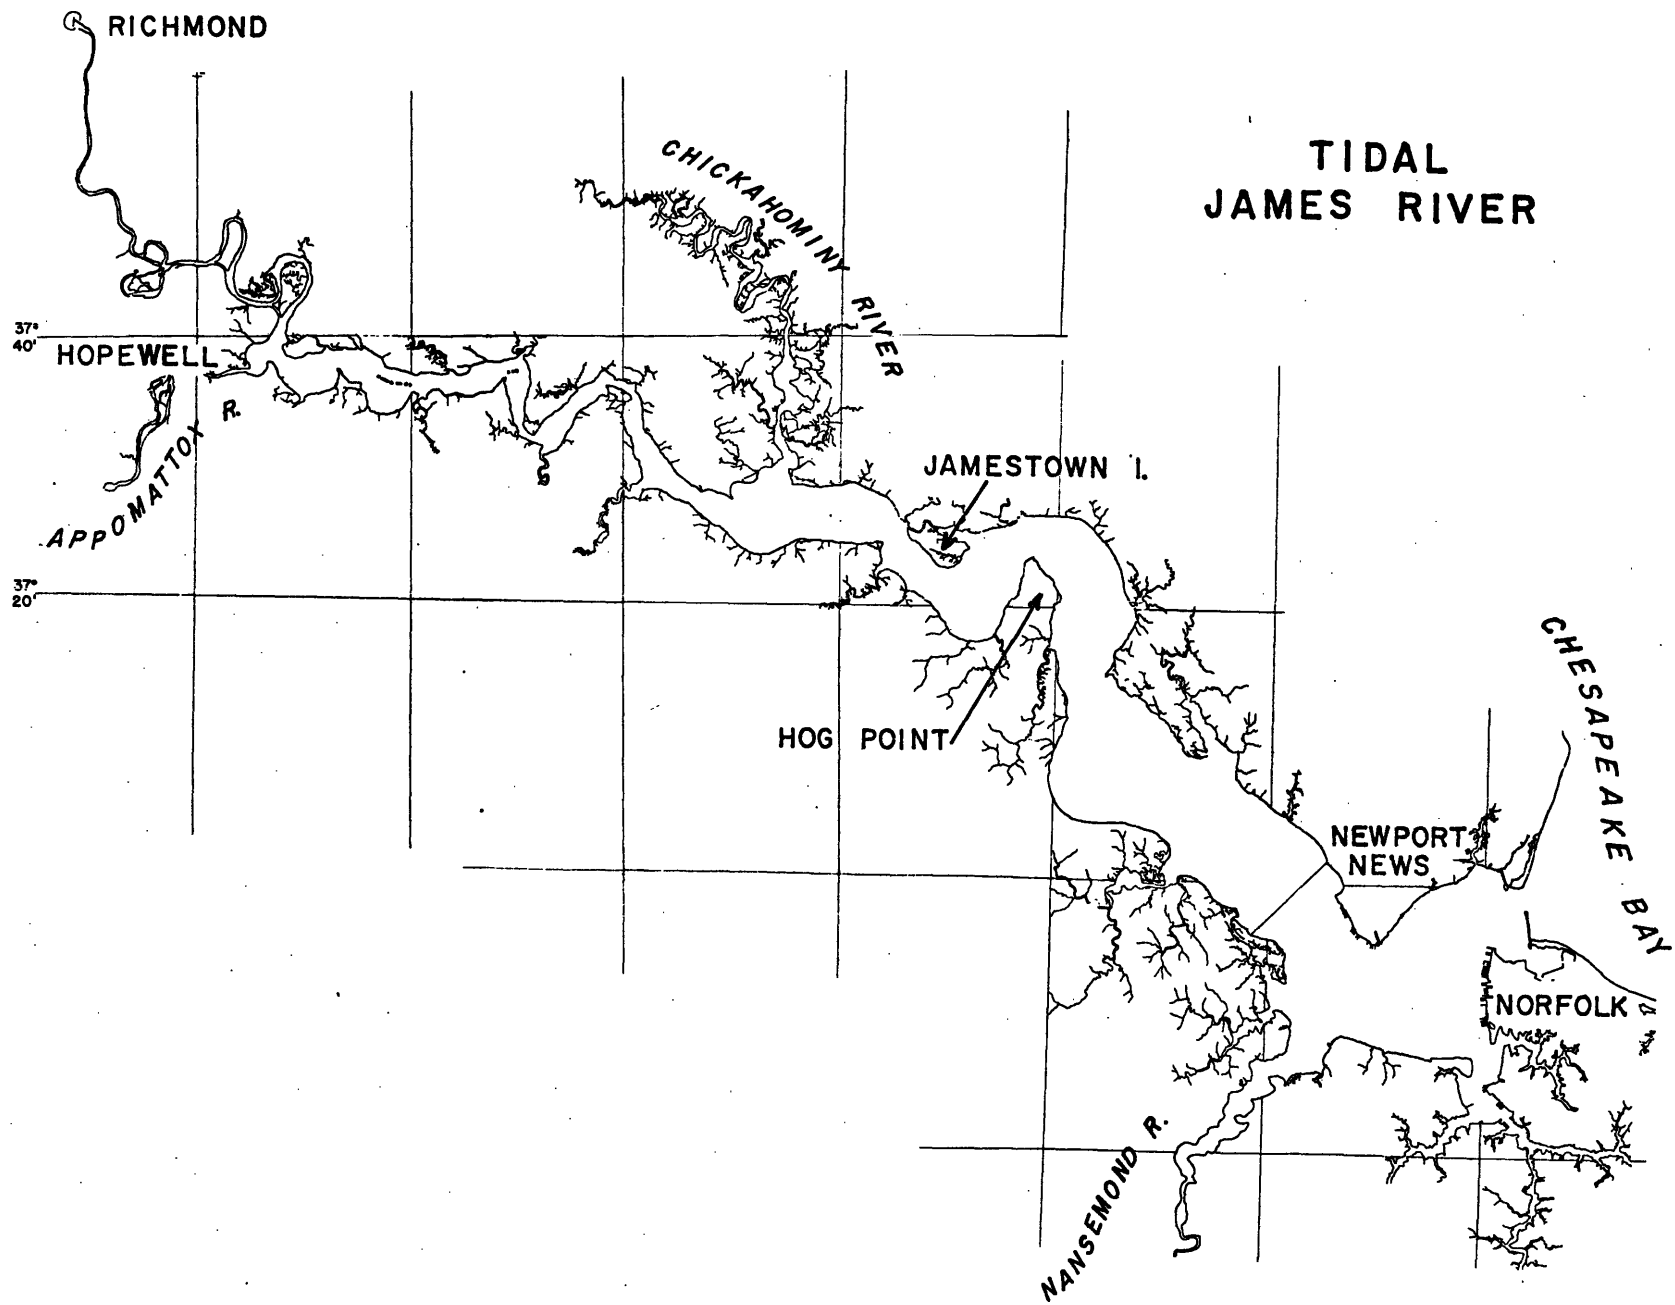 RICHMOND
TIDAL
JAMES RIVER
CHICKAHOMINY RIVER
37°
40'
HOPEWELL
APPOMATTOX R.
JAMESTOWN I.
37°
20'
HOG POINT
CHESAPEAKE BAY
NEWPORT
NEWS
NORFOLK
NANSEMOND R.